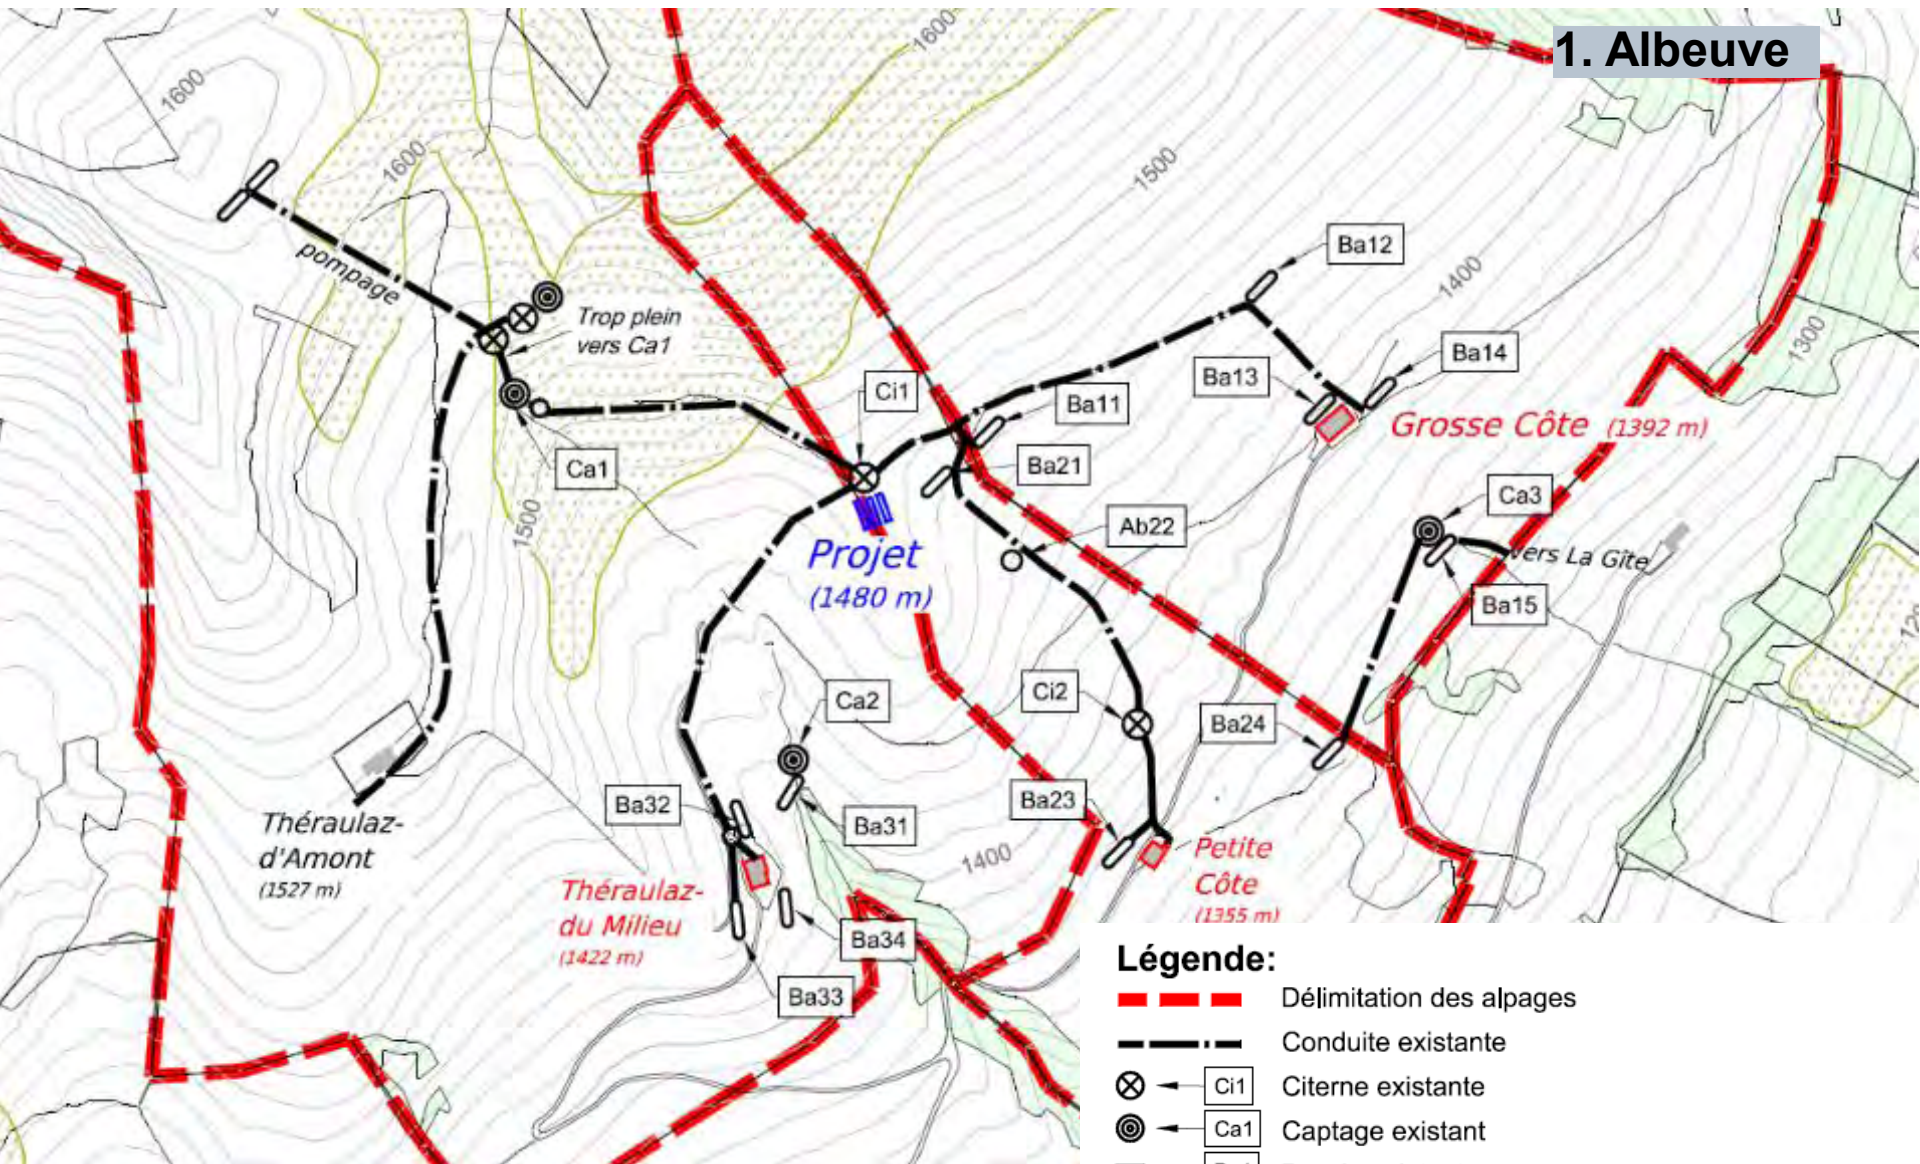 1. Albeuve
1600
1600
1600
1500
Ba12
1400
pompage
Trop plein
vers Ca1
1300
Ba14
Ba13
Ci1
Ba11
Grosse Côte (1392 m)
Ca1
Ba21
Ca3
1500
Ab22
Projet
(1480 m)
vers La Gîte
Ba15
Ca2
Ci2
Ba24
Ba32
Ba23
Ba31
Théraulaz-
d'Amont
(1527 m)
1400
Petite
Côte
(1355 m)
Théraulaz-
du Milieu
(1422 m)
Ba34
Ba33
Légende:
Délimitation des alpages
Conduite existante
Ci1 Citerne existante
Ca1 Captage existant